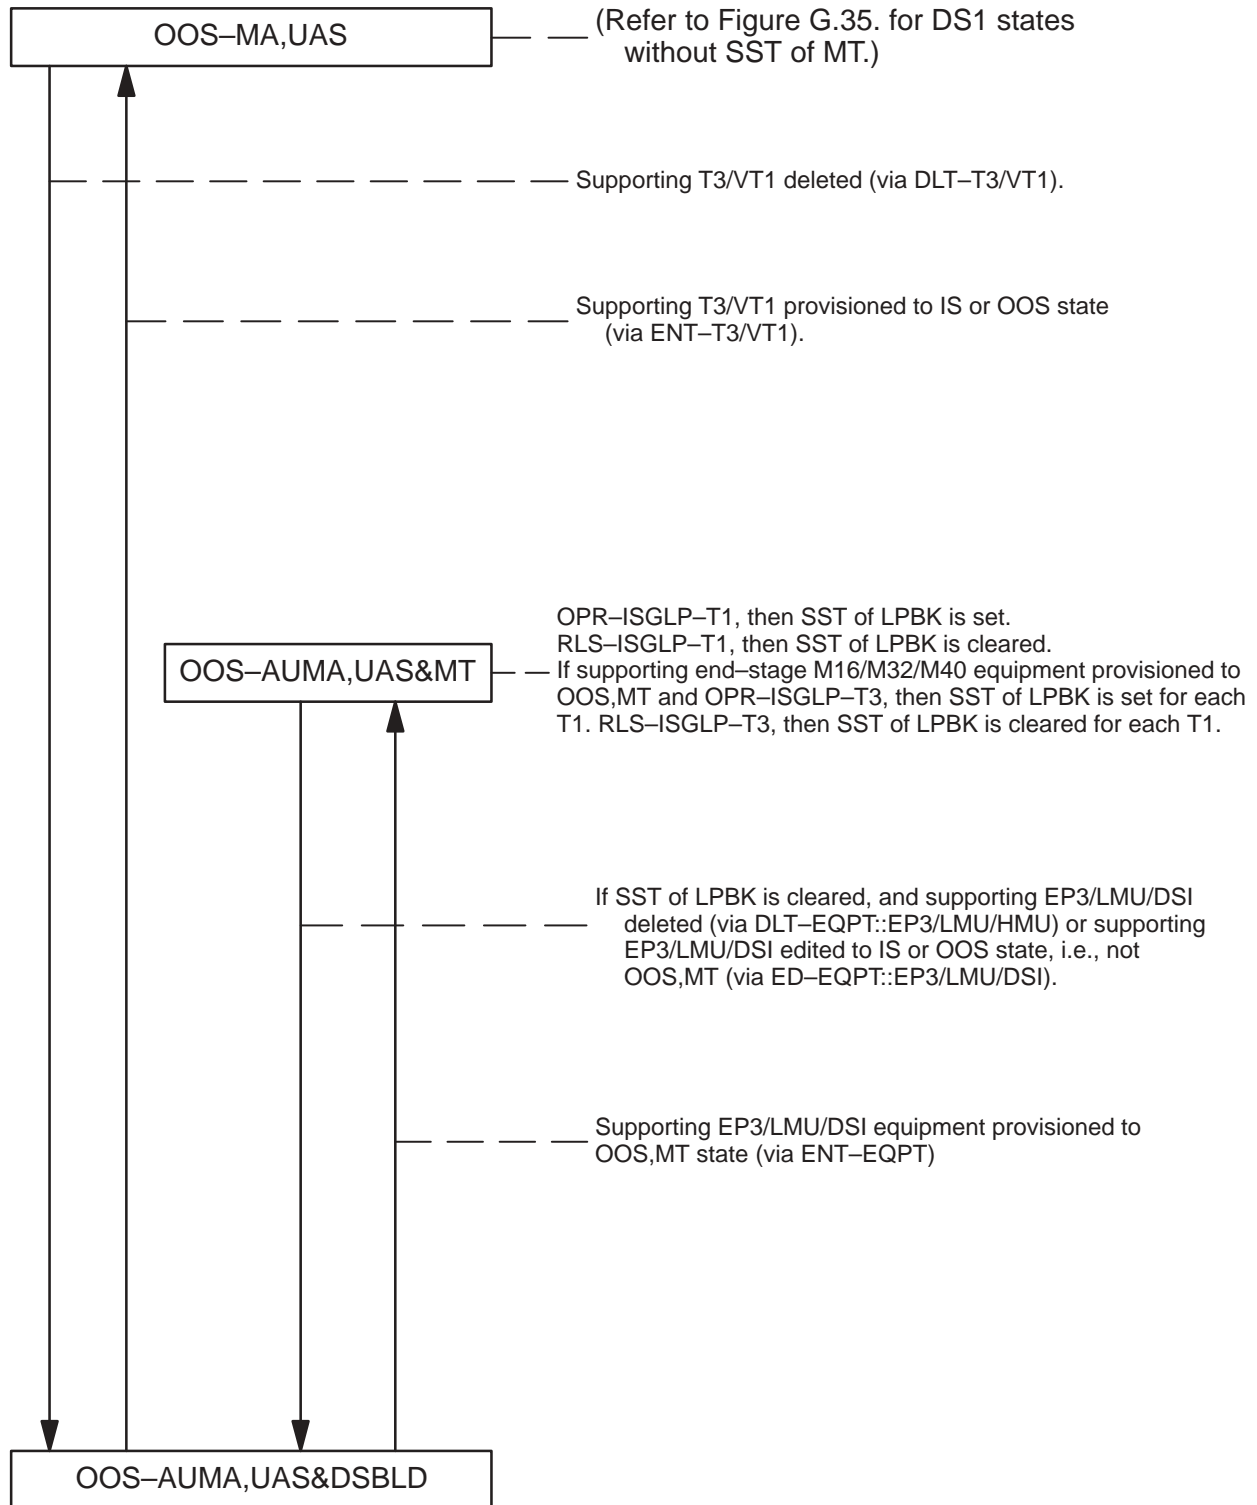 OOS–MA,UAS
(Refer to Figure G.35. for DS1 states
without SST of MT.)
Supporting T3/VT1 deleted (via DLT–T3/VT1).
Supporting T3/VT1 provisioned to IS or OOS state
(via ENT–T3/VT1).
OOS–AUMA,UAS&MT
OPR–ISGLP–T1, then SST of LPBK is set.
RLS–ISGLP–T1, then SST of LPBK is cleared.
If supporting end–stage M16/M32/M40 equipment provisioned to
OOS,MT and OPR–ISGLP–T3, then SST of LPBK is set for each
T1. RLS–ISGLP–T3, then SST of LPBK is cleared for each T1.
If SST of LPBK is cleared, and supporting EP3/LMU/DSI
deleted (via DLT–EQPT::EP3/LMU/HMU) or supporting
EP3/LMU/DSI edited to IS or OOS state, i.e., not
OOS,MT (via ED–EQPT::EP3/LMU/DSI).
Supporting EP3/LMU/DSI equipment provisioned to
OOS,MT state (via ENT–EQPT)
OOS–AUMA,UAS&DSBLD